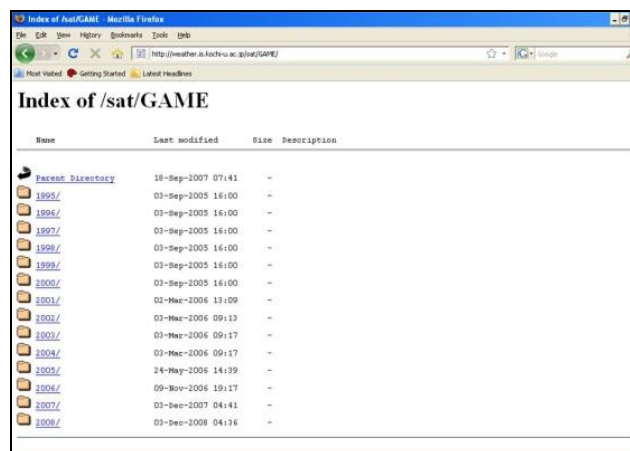 Index of /sat/GAME - Mozilla Firefox
File Edit View History Bookmarks Tools Help
http://weather.is.kochi-u.ac.jp/sat/GAME/ Google
Most Visited Getting Started Latest Headlines
Index of /sat/GAME
Name Last modified Size Description
Parent Directory 18-Sep-2007 07:41 -
1995/ 03-Sep-2005 16:00 -
1996/ 03-Sep-2005 16:00 -
1997/ 03-Sep-2005 16:00 -
1998/ 03-Sep-2005 16:00 -
1999/ 03-Sep-2005 16:00 -
2000/ 03-Sep-2005 16:00 -
2001/ 02-Mar-2006 13:09 -
2002/ 03-Mar-2006 09:13 -
2003/ 03-Mar-2006 09:17 -
2004/ 03-Mar-2006 09:17 -
2005/ 24-May-2006 14:39 -
2006/ 09-Nov-2006 19:17 -
2007/ 03-Dec-2007 04:41 -
2008/ 03-Dec-2008 04:36 -